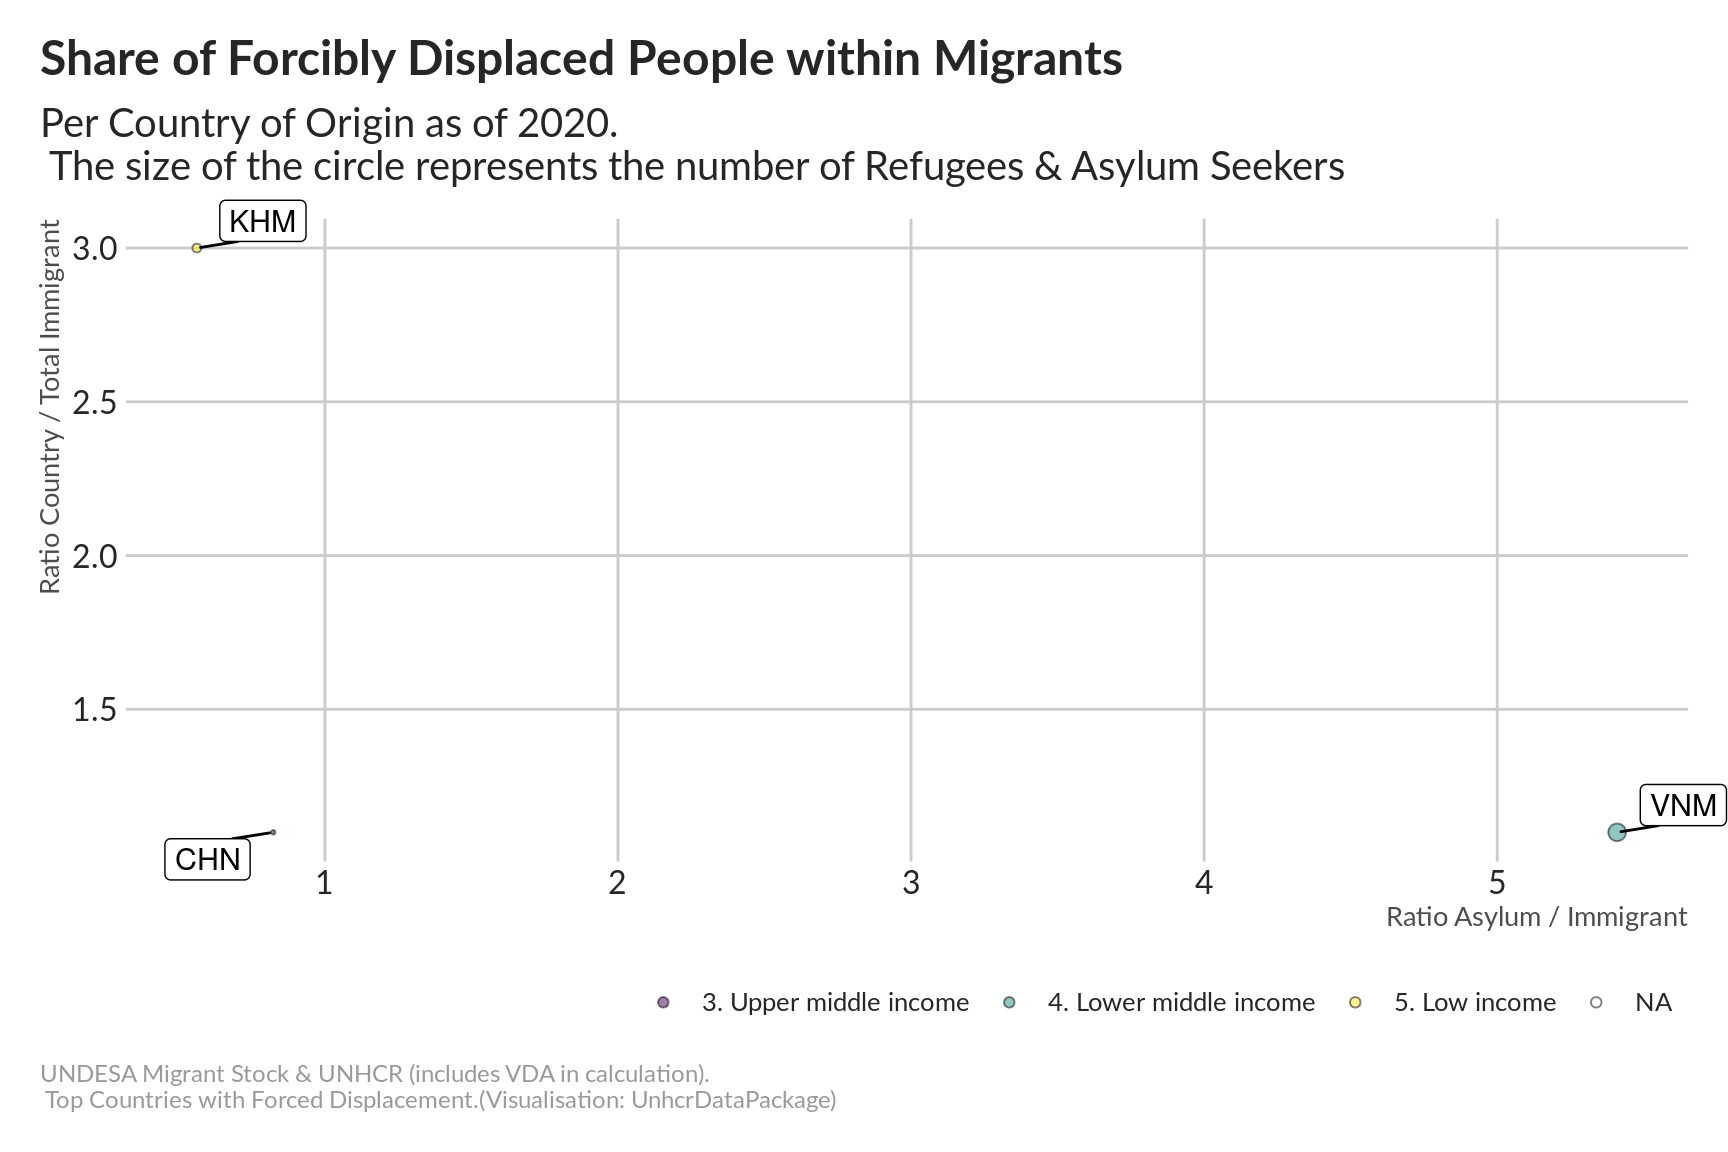 Share of Forcibly Displaced People within Migrants
Per Country of Origin as of 2020.
The size of the circle represents the number of Refugees & Asylum Seekers
Ratio Country / Total Immigrant
3.0
2.5
2.0
1.5
KHM
CHN
VNM
1 2 3 4 5
Ratio Asylum / Immigrant
3. Upper middle income 4. Lower middle income 5. Low income NA
UNDESA Migrant Stock & UNHCR (includes VDA in calculation).
Top Countries with Forced Displacement.(Visualisation: UnhcrDataPackage)